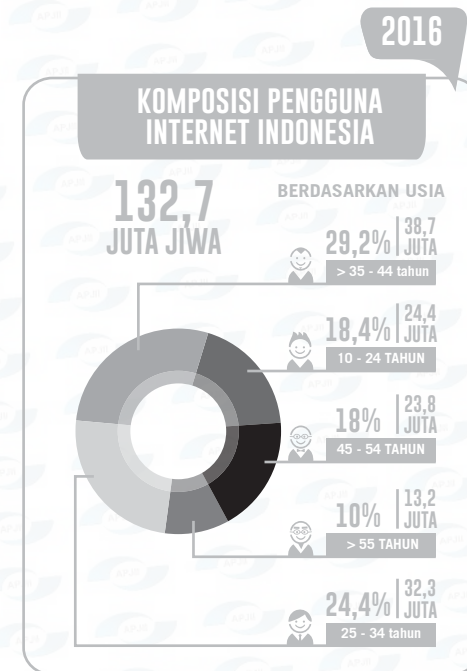 2016
KOMPOSISI PENGGUNA
INTERNET INDONESIA
132,7
JUTA JIWA
BERDASARKAN USIA
29,2% 38,7
JUTA
> 35 - 44 tahun
18,4% 24,4
JUTA
10 - 24 TAHUN
18% 23,8
JUTA
45 - 54 TAHUN
10% 13,2
JUTA
> 55 TAHUN
24,4% 32,3
JUTA
25 - 34 tahun